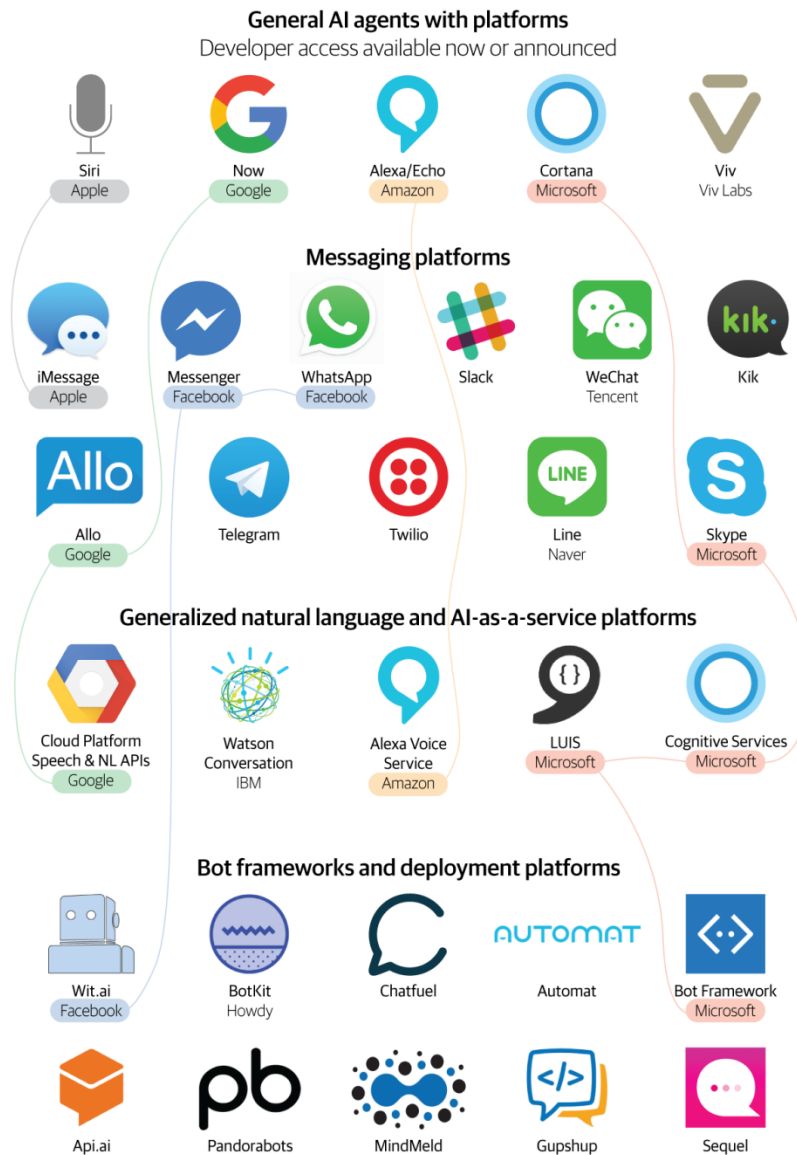 General AI agents with platforms
Developer access available now or announced
Siri
Apple
Now
Google
Alexa/Echo
Amazon
Cortana
Microsoft
Viv
Viv Labs
Messaging platforms
iMessage
Apple
Messenger
Facebook
WhatsApp
Facebook
Slack
WeChat
Tencent
kik
Kik
Allo
Allo
Google
Telegram
Twilio
LINE
Line
Naver
S
Skype
Microsoft
Generalized natural language and AI-as-a-service platforms
Cloud Platform
Speech & NL APIs
Google
Watson
Conversation
IBM
Alexa Voice
Service
Amazon
{ }
LUIS
Microsoft
Cognitive Services
Microsoft
Bot frameworks and deployment platforms
Wit.ai
Facebook
BotKit
Howdy
Chatfuel
AUTOMAT
Automat
Bot Framework
Microsoft
Api.ai
pb
Pandorabots
MindMeld
</>
Gupshup
Sequel